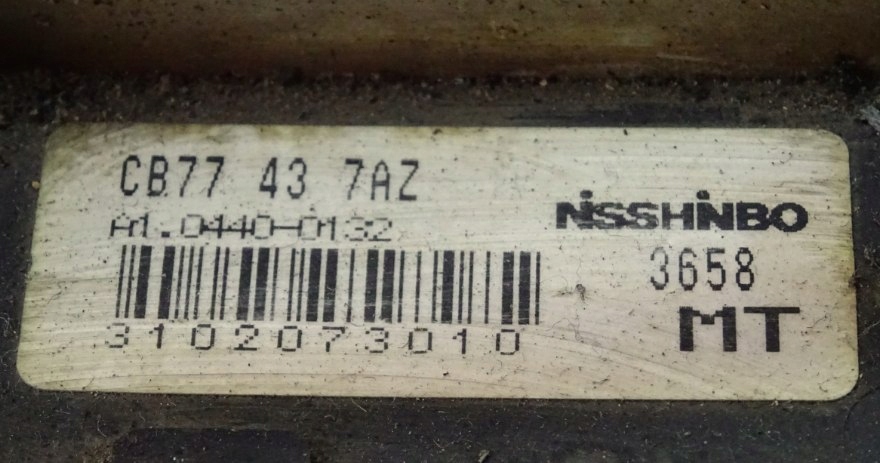 CB77 43 7AZ
A1.0440-0132
3102073010
NISSHINBO
3658
MT